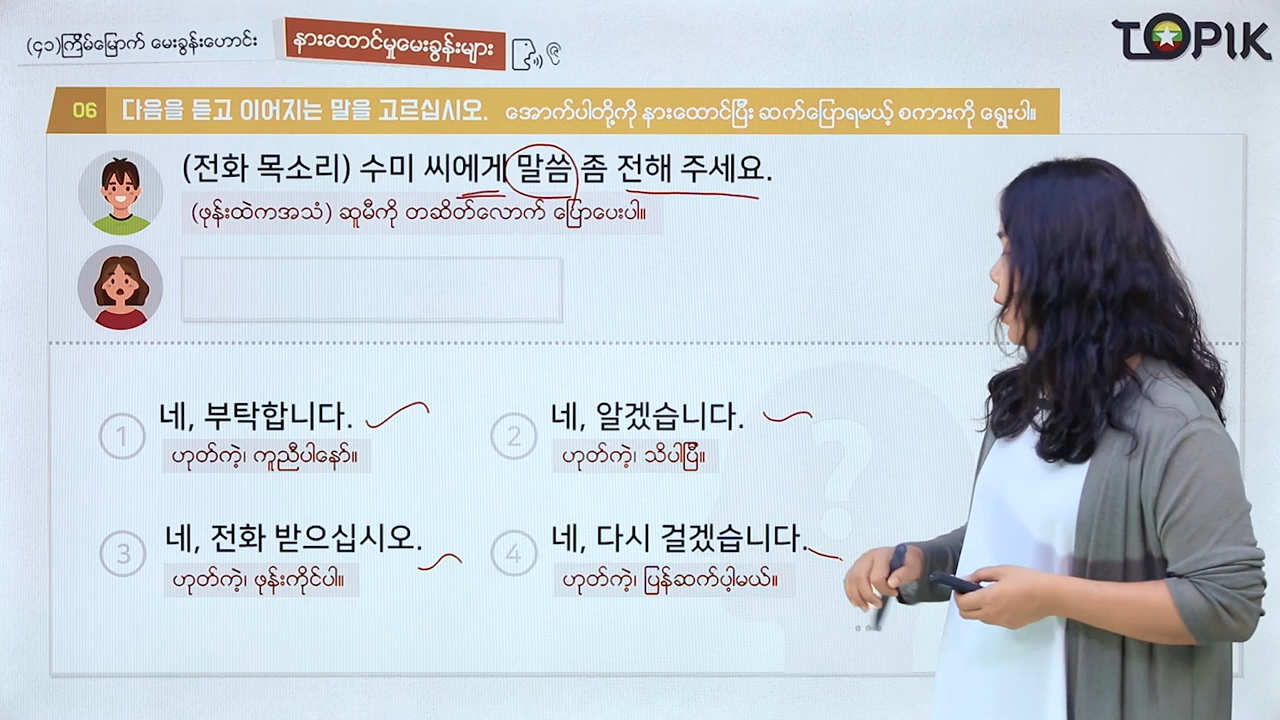 (၄၁)ကြိမ်မြောက် မေးခွန်းဟောင်း
နားထောင်မှုမေးခွန်းများ
၉
TOPIK
06 다음을 듣고 이어지는 말을 고르십시오. အောက်ပါတို့ကို နားထောင်ပြီး ဆက်ပြောရမယ့် စကားကို ရွေးပါ။
(전화 목소리) 수미 씨에게 말씀 좀 전해 주세요.
(ဖုန်းထဲကအသံ) ဆူမီကို တဆိတ်လောက် ပြောပေးပါ။
1 네, 부탁합니다.
ဟုတ်ကဲ့၊ ကူညီပါနော်။
2 네, 알겠습니다.
ဟုတ်ကဲ့၊ သိပါပြီ။
3 네, 전화 받으십시오.
ဟုတ်ကဲ့၊ ဖုန်းကိုင်ပါ။
4 네, 다시 걸겠습니다.
ဟုတ်ကဲ့၊ ပြန်ဆက်ပါ့မယ်။